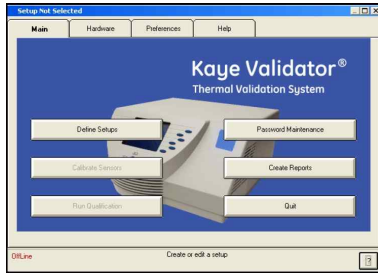 Setup Not Selected
Main Hardware Preferences Help
Kaye Validator®
Thermal Validation System
Define Setups Password Maintenance
Calibrate Sensors Create Reports
Run Qualification Quit
OffLine Create or edit a setup